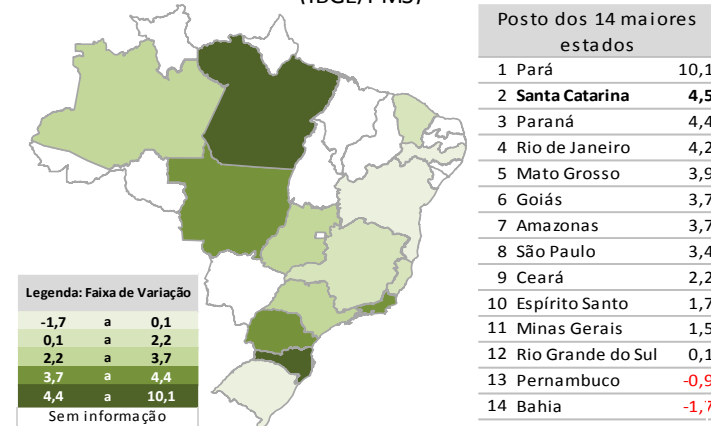 (IBGE/PMS)
Posto dos 14 maiores
estados
1 Pará 10,1
2 Santa Catarina 4,5
3 Paraná 4,4
4 Rio de Janeiro 4,2
5 Mato Grosso 3,9
6 Goiás 3,7
7 Amazonas 3,7
8 São Paulo 3,4
9 Ceará 2,2
10 Espírito Santo 1,7
11 Minas Gerais 1,5
12 Rio Grande do Sul 0,1
13 Pernambuco -0,9
14 Bahia -1,7
Legenda: Faixa de Variação
-1,7 a 0,1
0,1 a 2,2
2,2 a 3,7
3,7 a 4,4
4,4 a 10,1
Sem informação